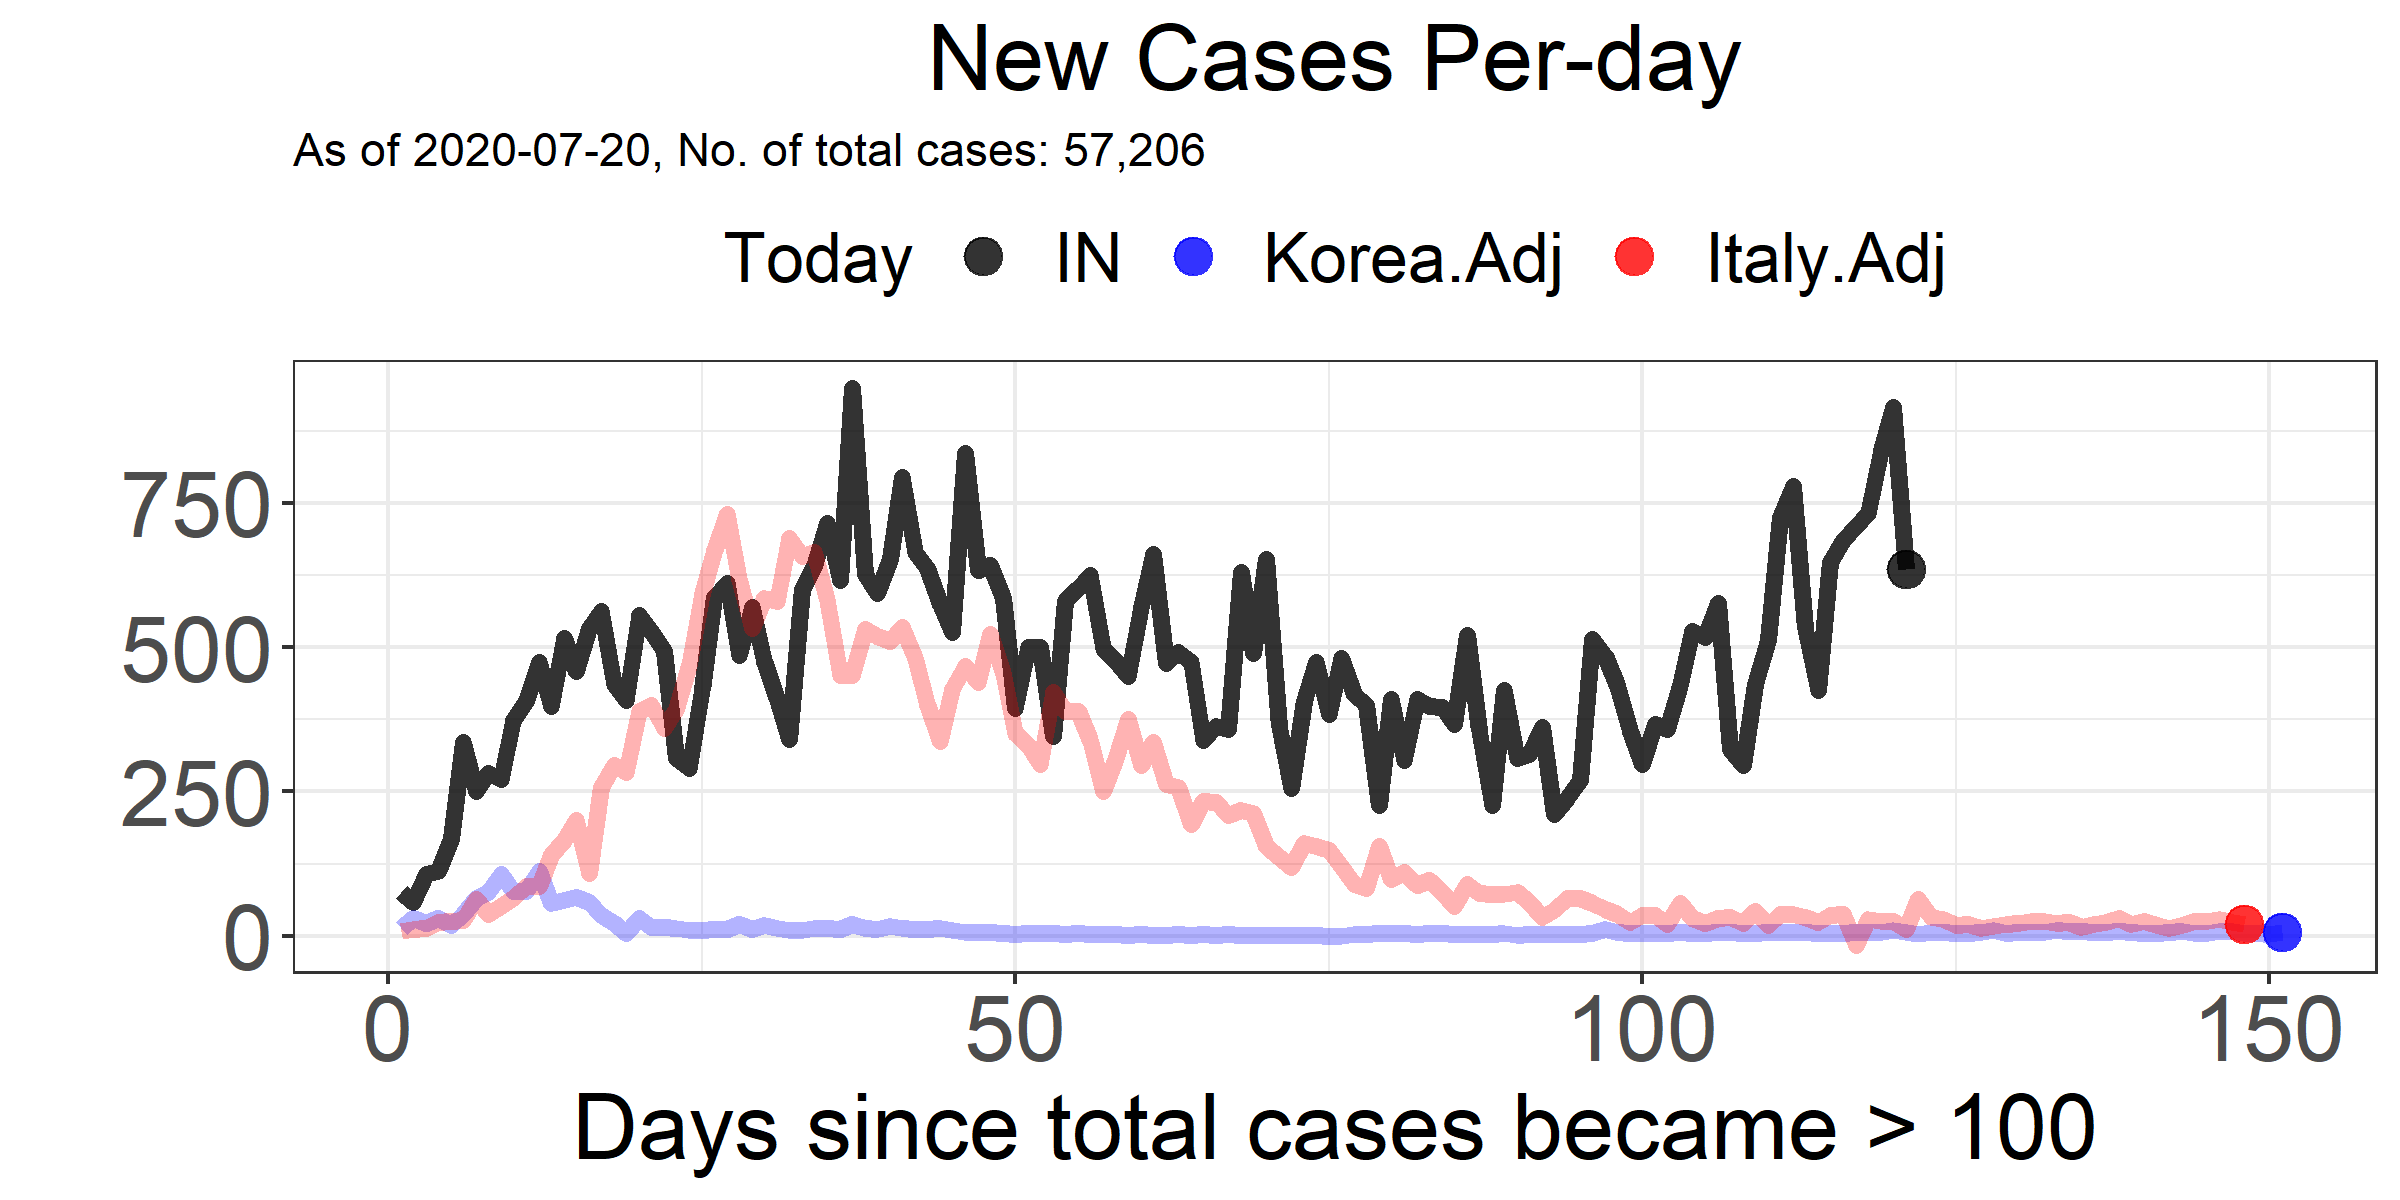 New Cases Per-day
As of 2020-07-20, No. of total cases: 57,206
Today IN Korea.Adj Italy.Adj
750
500
250
0
0 50 100 150
Days since total cases became > 100